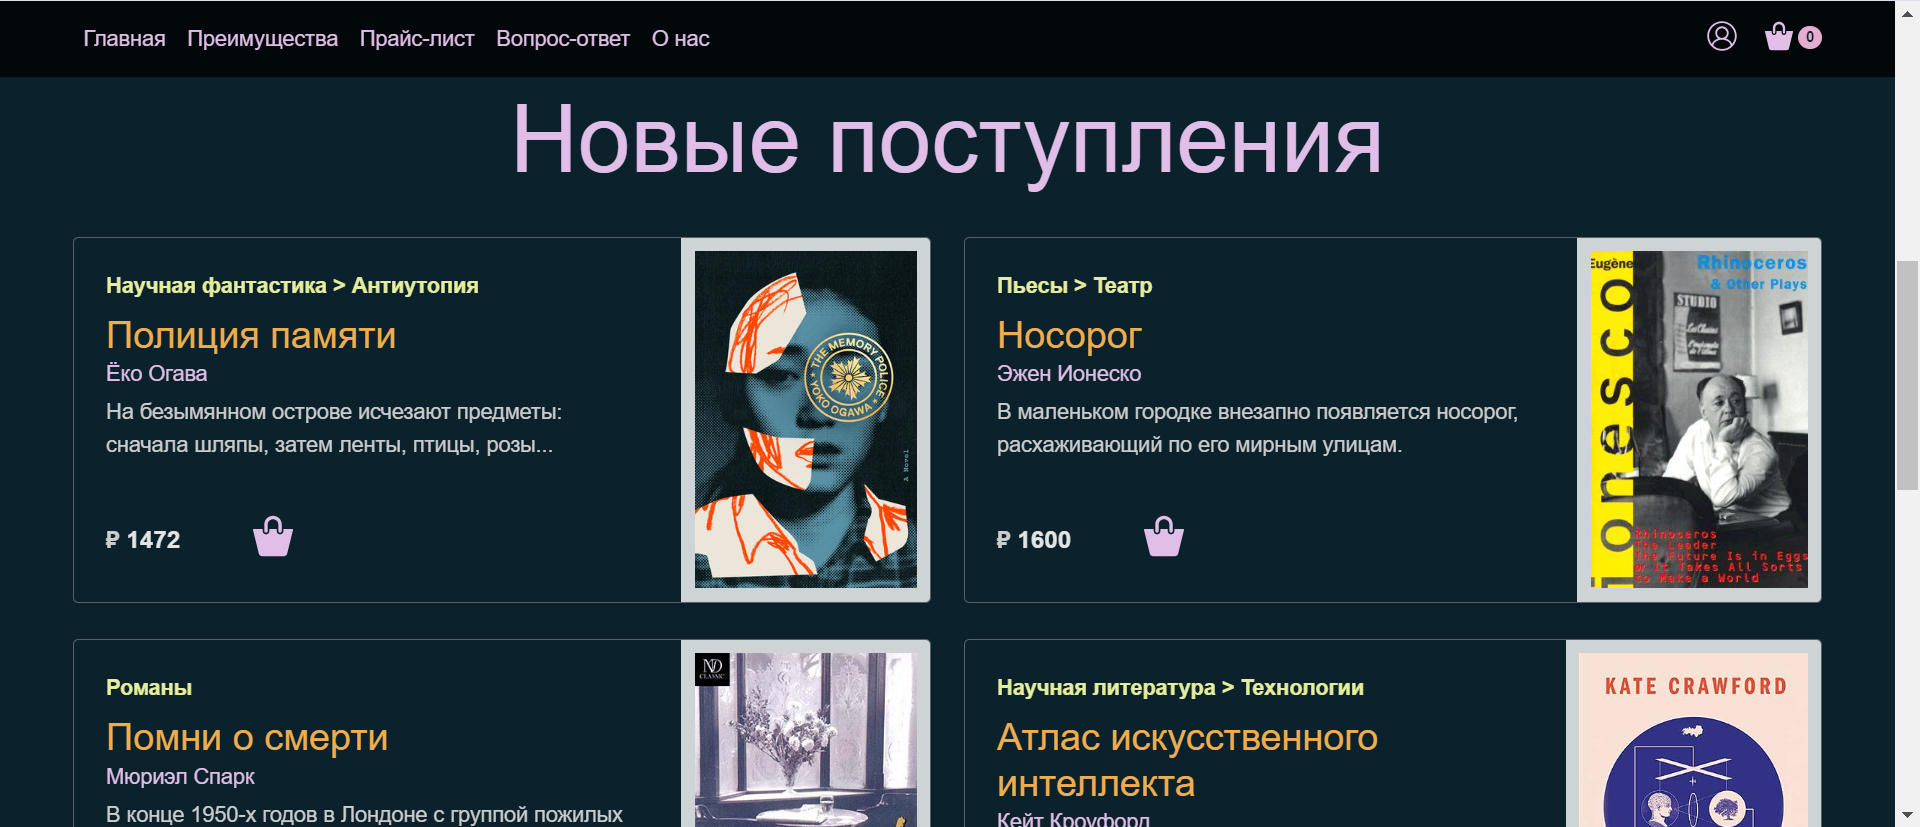 Главная Преимущества Прайс-лист Вопрос-ответ О нас
0
Новые поступления
Научная фантастика > Антиутопия
Полиция памяти
Ёко Огава
На безымянном острове исчезают предметы:
сначала шляпы, затем ленты, птицы, розы...
₽ 1472
THE MEMORY POLICE
YOKO OGAWA
A Novel
Пьесы > Театр
Носорог
Эжен Ионеско
В маленьком городке внезапно появляется носорог,
расхаживающий по его мирным улицам.
₽ 1600
Eugène
ionesco
Rhinoceros
& Other Plays
STUDIO
Rhinoceros
The Leader
The Future Is in Eggs
or It Takes All Sorts
to Make a World
Романы
Помни о смерти
Мюриэл Спарк
В конце 1950-х годов в Лондоне с группой пожилых
ND
CLASSIC
Научная литература > Технологии
Атлас искусственного
интеллекта
Кейт Кроуфорд
KATE CRAWFORD